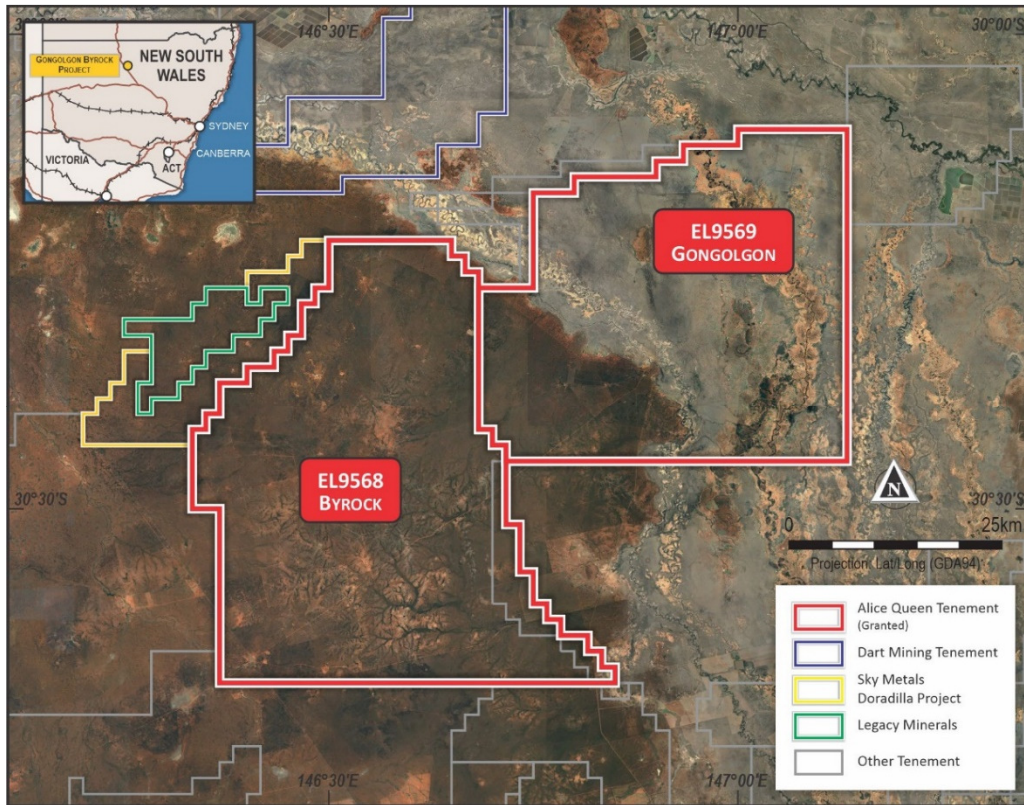 30°00'S
146°30'E
147°00'E
30°00'S
GONGOLGON BYROCK
PROJECT
NEW SOUTH
WALES
SYDNEY
CANBERRA
VICTORIA
ACT
EL9569
GONGOLGON
EL9568
BYROCK
30°30'S
30°30'S
N
0
25km
Projection: Lat/Long (GDA94)
Alice Queen Tenement
(Granted)
Dart Mining Tenement
Sky Metals
Doradilla Project
Legacy Minerals
Other Tenement
146°30'E
147°00'E